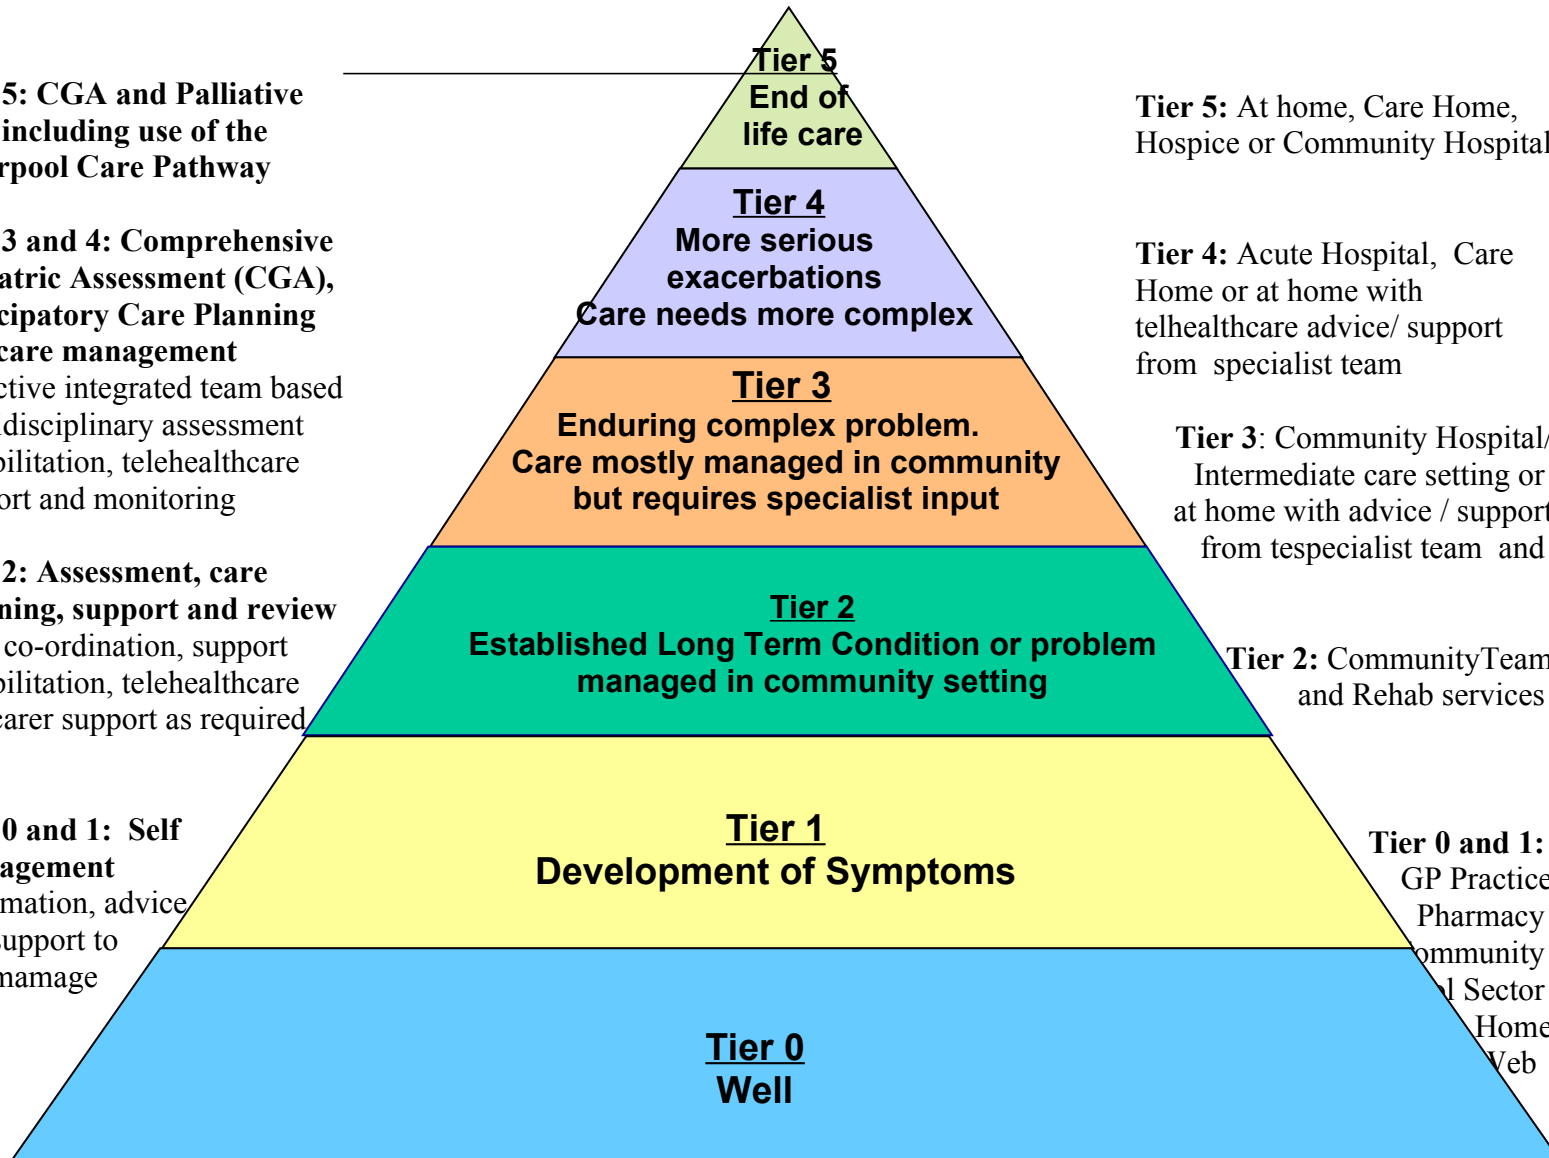 5: CGA and Palliative
including use of the
rpool Care Pathway
3 and 4: Comprehensive
atric Assessment (CGA),
cipatory Care Planning
care management
ctive integrated team based
disciplinary assessment
bilitation, telehealthcare
ort and monitoring
2: Assessment, care
ning, support and review
co-ordination, support
bilitation, telehealthcare
carer support as required
0 and 1: Self
agement
mation, advice
support to
mamage
Tier 5
End of
life care
Tier 4
More serious
exacerbations
Care needs more complex
Tier 3
Enduring complex problem.
Care mostly managed in community
but requires specialist input
Tier 2
Established Long Term Condition or problem
managed in community setting
Tier 1
Development of Symptoms
Tier 0
Well
Tier 5: At home, Care Home,
Hospice or Community Hospital
Tier 4: Acute Hospital, Care
Home or at home with
telhealthcare advice/ support
from specialist team
Tier 3: Community Hospital/
Intermediate care setting or
at home with advice / support
from tespecialist team and
Tier 2: CommunityTeam
and Rehab services
Tier 0 and 1:
GP Practice
Pharmacy
ommunity
ol Sector
Home
Web